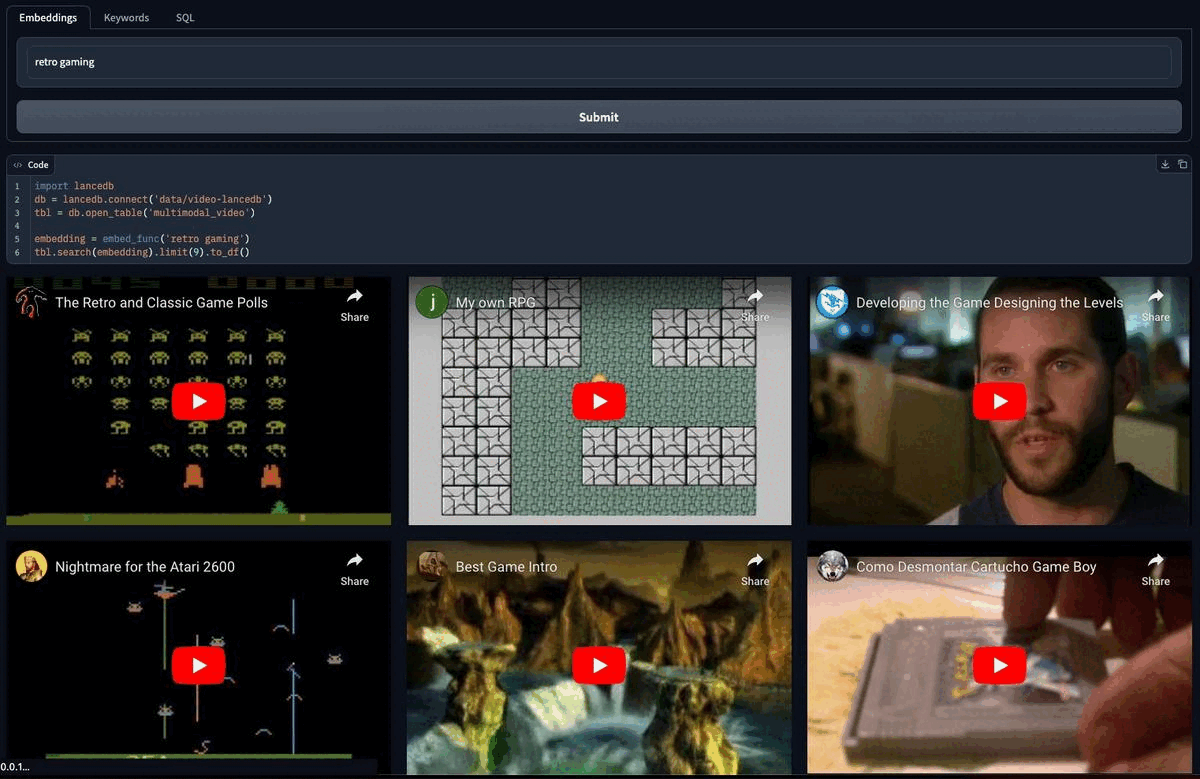 Embeddings Keywords SQL
retro gaming
Submit
Code
1 import lancedb
2 db = lancedb.connect('data/video-lancedb')
3 tbl = db.open_table('multimodal_video')
4
5 embedding = embed_func('retro gaming')
6 tbl.search(embedding).limit(9).to_df()
The Retro and Classic Game Polls Share
j My own RPG Share
Developing the Game Designing the Levels Share
Nightmare for the Atari 2600 Share
Best Game Intro Share
Como Desmontar Cartucho Game Boy Share
0.0.1...